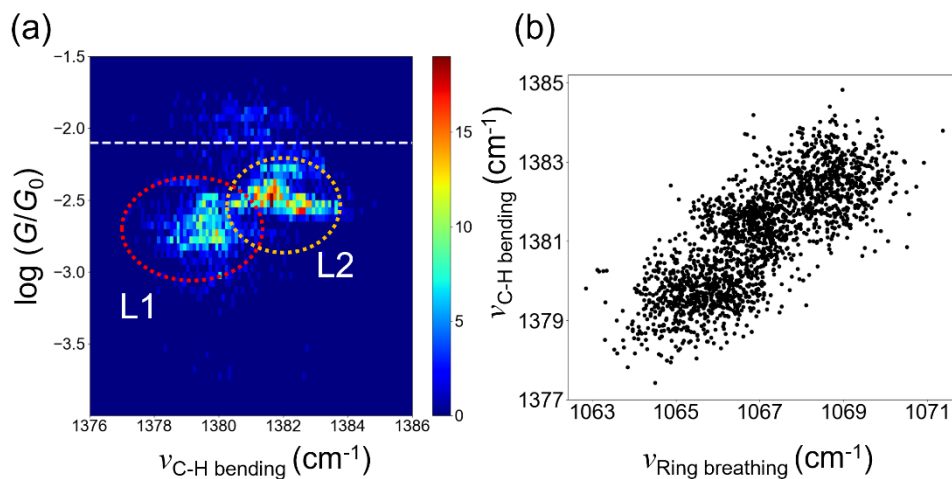 (a)
log (G/G₀)
-1.5
-2.0
-2.5
-3.0
-3.5
L1
L2
1376 1378 1380 1382 1384 1386
νC-H bending (cm⁻¹)
15
10
5
0
(b)
νC-H bending (cm⁻¹)
1385
1383
1381
1379
1377
1063 1065 1067 1069 1071
νRing breathing (cm⁻¹)